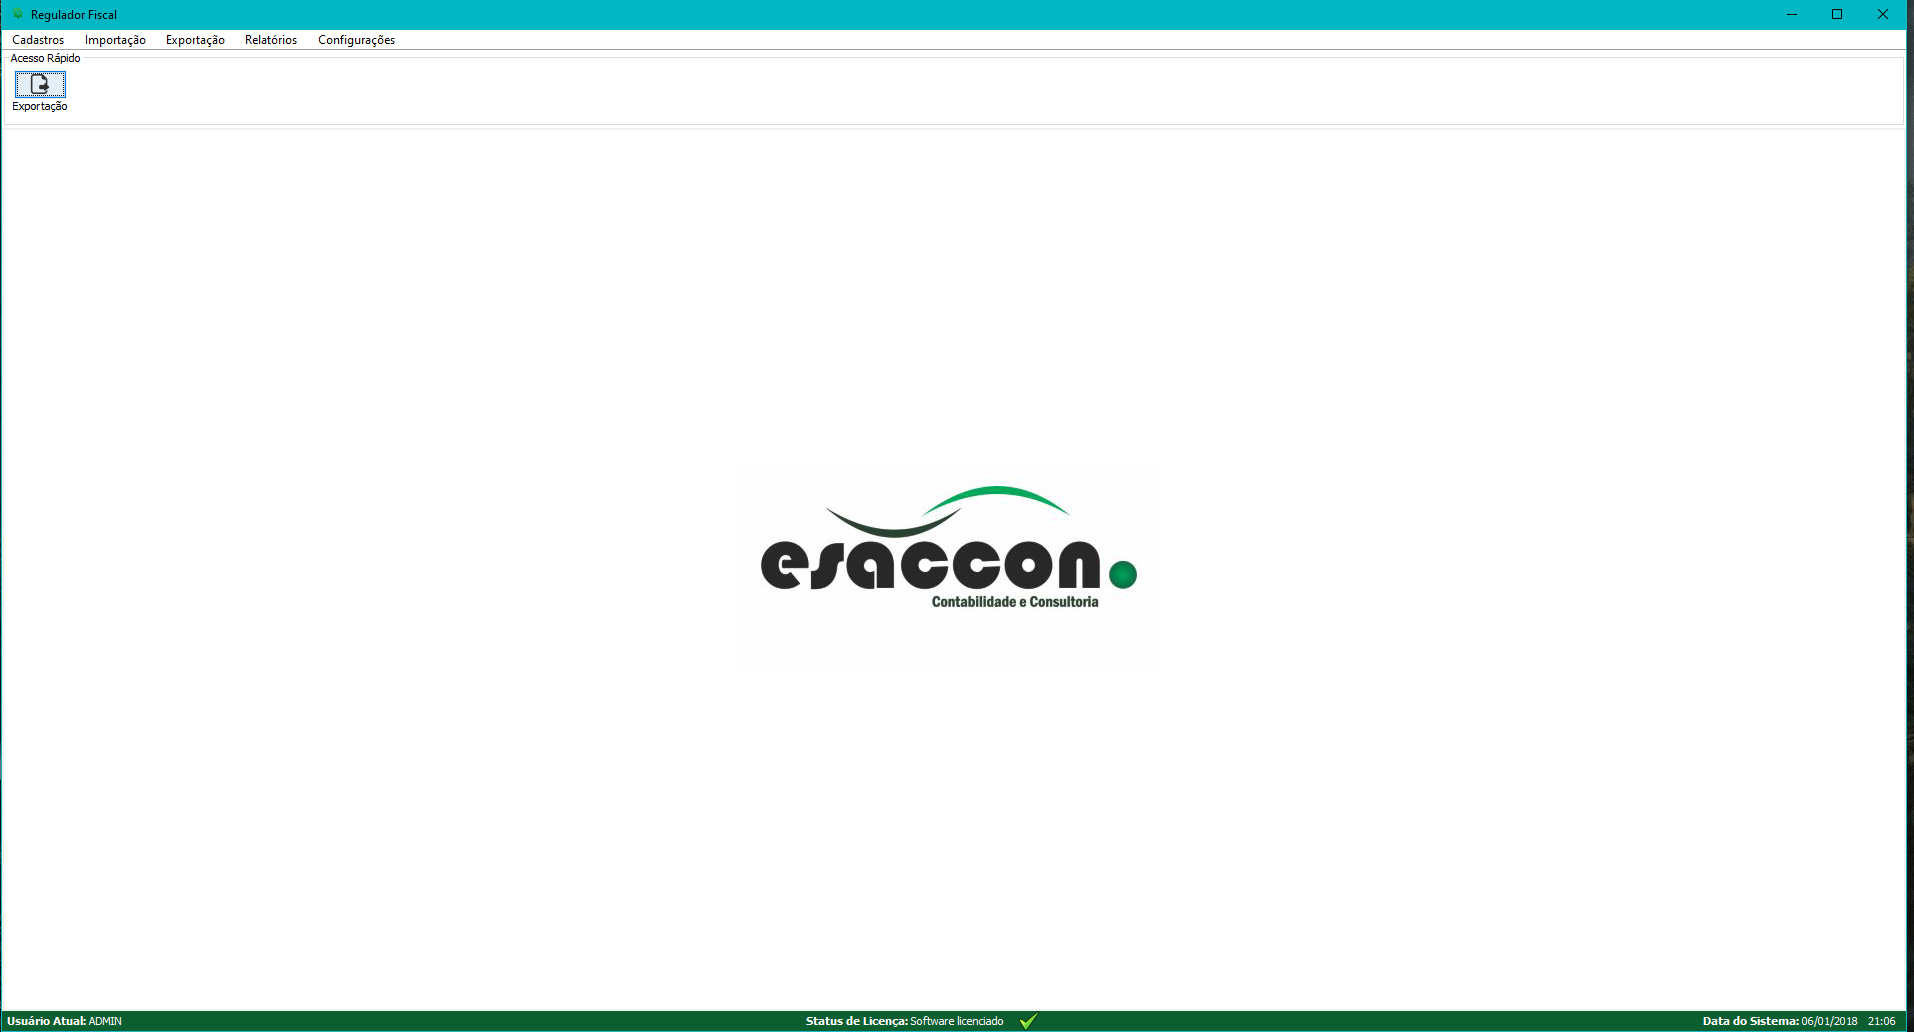 Regulador Fiscal
Cadastros Importação Exportação Relatórios Configurações
Acesso Rápido
Exportação
esaccon.
Contabilidade e Consultoria
Usuário Atual: ADMIN Status de Licença: Software licenciado Data do Sistema: 06/01/2018 21:06